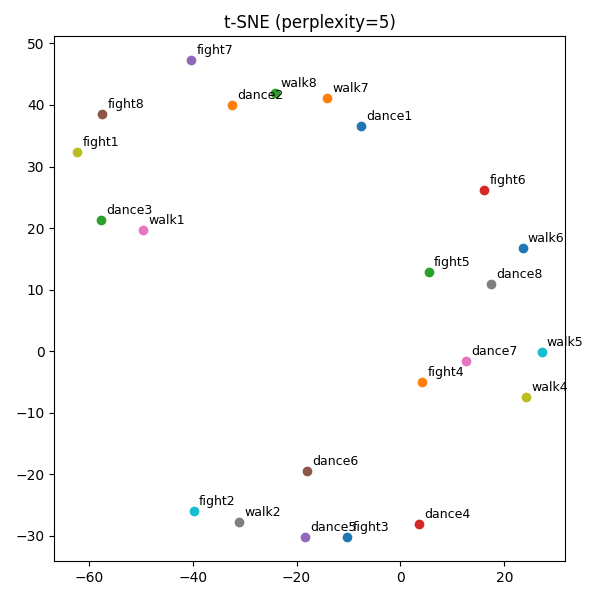 t-SNE (perplexity=5)
50
fight7
walk8
walk7
dance2
fight8
40
dance1
fight1
30
fight6
dance3
walk1
20
walk6
fight5
dance8
10
walk5
dance7
0
fight4
walk4
−10
dance6
−20
fight2
walk2
dance4
dance5
fight3
−30
−60
−40
−20
0
20